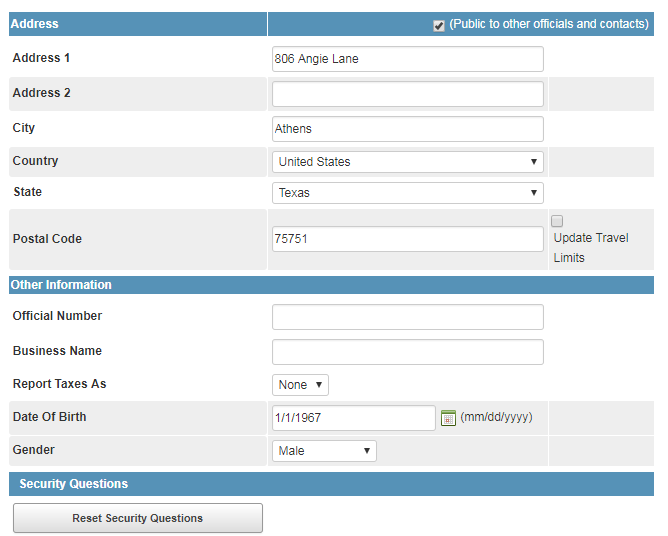 Address (Public to other officials and contacts)
Address 1 806 Angie Lane
Address 2
City Athens
Country United States
State Texas
Postal Code 75751 Update Travel
Limits
Other Information
Official Number
Business Name
Report Taxes As None
Date Of Birth 1/1/1967 (mm/dd/yyyy)
Gender Male
Security Questions
Reset Security Questions